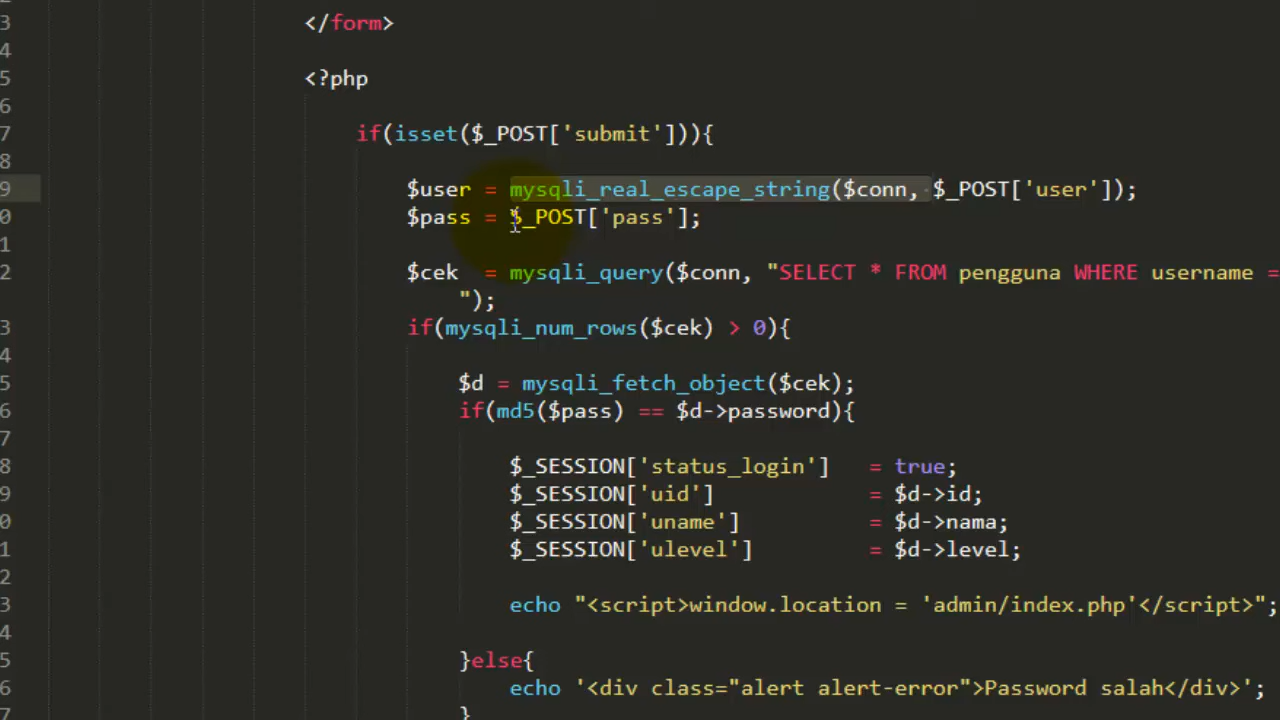 3 </form>
4
5 <?php
6
7 if(isset($_POST['submit'])){
8
9 $user = mysqli_real_escape_string($conn, $_POST['user']);
0 $pass = $_POST['pass'];
1
2 $cek = mysqli_query($conn, "SELECT * FROM pengguna WHERE username =
");
3 if(mysqli_num_rows($cek) > 0){
4
5 $d = mysqli_fetch_object($cek);
6 if(md5($pass) == $d->password){
7
8 $_SESSION['status_login'] = true;
9 $_SESSION['uid'] = $d->id;
0 $_SESSION['uname'] = $d->nama;
1 $_SESSION['ulevel'] = $d->level;
2
3 echo "<script>window.location = 'admin/index.php'</script>";
4
5 }else{
6 echo '<div class="alert alert-error">Password salah</div>';
7 }